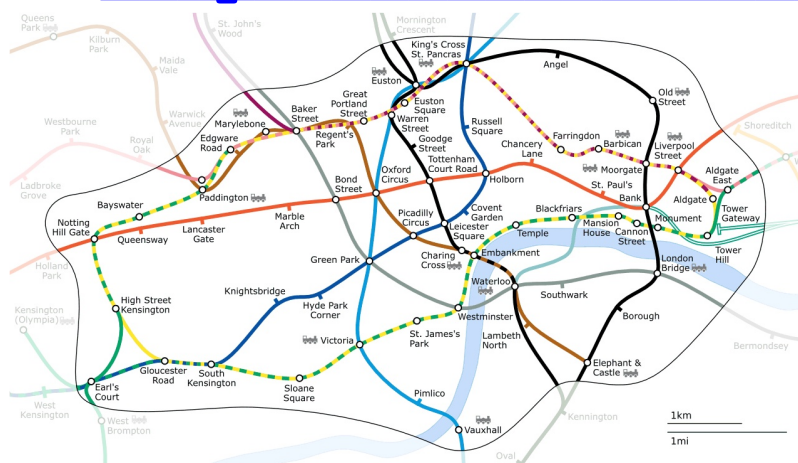 Queens
Park
Kilburn
Park
Maida
Vale
St. John's
Wood
Mornington
Crescent
King's Cross
St. Pancras
Euston
Angel
Old
Street
Westbourne
Park
Warwick
Avenue
Royal
Oak
Ladbroke
Grove
Edgware
Road
Marylebone
Baker
Street
Great
Portland
Street
Regent's
Park
Euston
Square
Warren
Street
Goodge
Street
Russell
Square
Farringdon
Barbican
Liverpool
Street
Moorgate
Shoreditch
Aldgate
East
Aldgate
Chancery
Lane
Tottenham
Court Road
Holborn
St. Paul's
Bank
Oxford
Circus
Bond
Street
Paddington
Bayswater
Notting
Hill Gate
Queensway
Lancaster
Gate
Marble
Arch
Holland
Park
Picadilly
Circus
Covent
Garden
Leicester
Square
Blackfriars
Temple
Mansion
House
Cannon
Street
Monument
Tower
Gateway
Tower
Hill
Charing
Cross
Embankment
Green Park
Waterloo
London
Bridge
Southwark
Knightsbridge
Hyde Park
Corner
High Street
Kensington
Kensington
(Olympia)
Westminster
St. James's
Park
Victoria
Lambeth
North
Borough
Bermondsey
Gloucester
Road
South
Kensington
Sloane
Square
Elephant &
Castle
Earl's
Court
West
Kensington
West
Brompton
Pimlico
Vauxhall
Kennington
Oval
1km
1mi